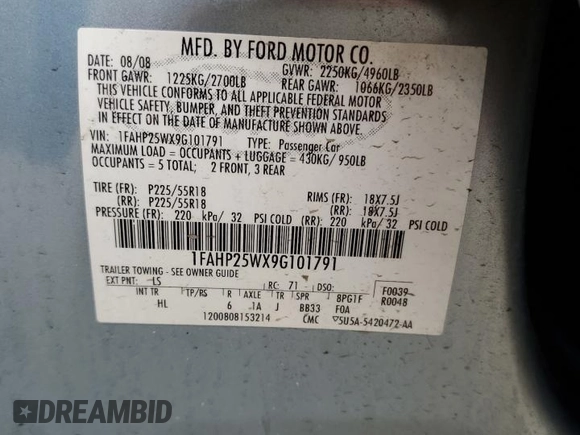 MFD. BY FORD MOTOR CO.
DATE: 08/08 GVWR: 2250KG/4960LB
FRONT GAWR: 1225KG/2700LB REAR GAWR: 1066KG/2350LB
THIS VEHICLE CONFORMS TO ALL APPLICABLE FEDERAL MOTOR
VEHICLE SAFETY, BUMPER, AND THEFT PREVENTION STANDARDS
IN EFFECT ON THE DATE OF MANUFACTURE SHOWN ABOVE.
VIN: 1FAHP25WX9G101791 TYPE: Passenger Car
MAXIMUM LOAD = OCCUPANTS + LUGGAGE = 430KG/950LB
OCCUPANTS = 5 TOTAL; 2 FRONT, 3 REAR
TIRE (FR): P225/55R18 RIMS (FR): 18X7.5J
(RR): P225/55R18 (RR): 18X7.5J
PRESSURE (FR): 220 kPa/ 32 PSI COLD (RR): 220 kPa/ 32 PSI COLD
1FAHP25WX9G101791
TRAILER TOWING - SEE OWNER GUIDE
EXT PNT: LS RC: 71 DSO: F0039
INT TR TP/PS R A TR SPR 8PG1F R0048
HL 6 .1A J BB33 F0A
1200808153214 CMC ▽5U5A-5420472-AA
DREAMBID